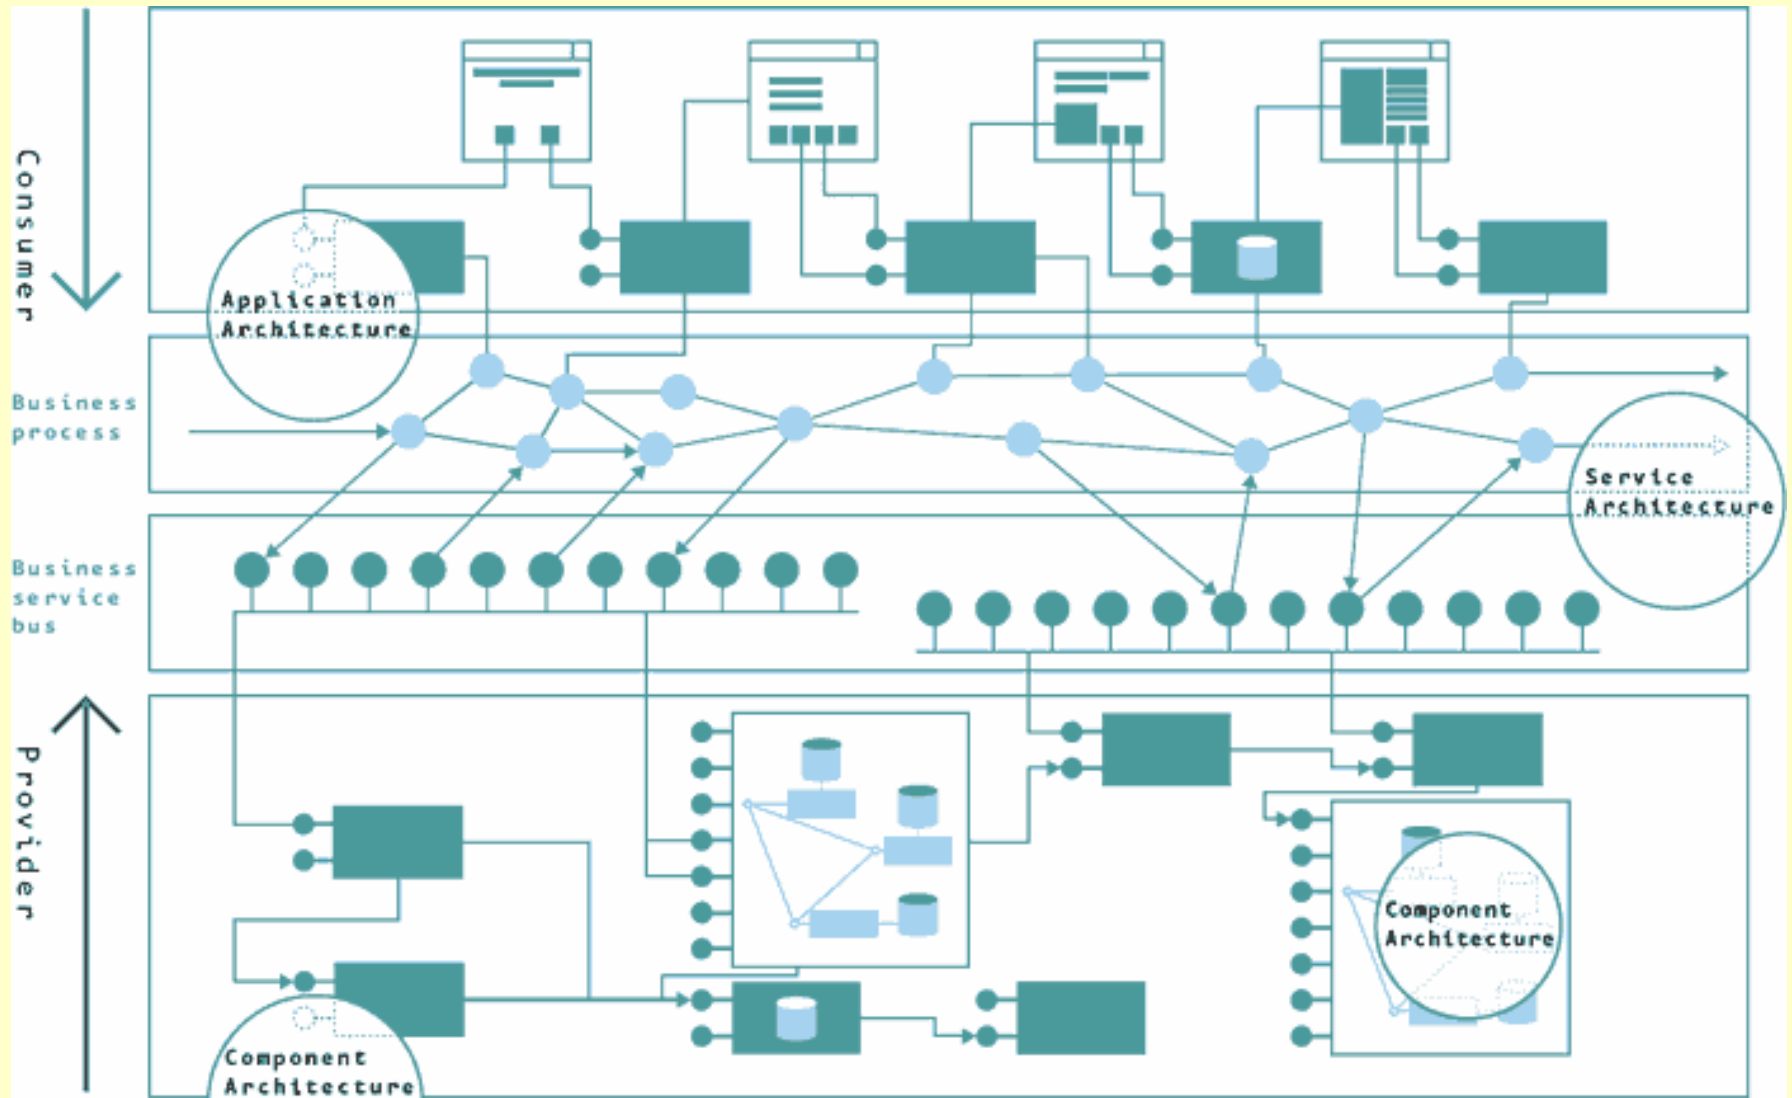 Consumer
Application
Architecture
Business
process
Service
Architecture
Business
service
bus
Provider
Component
Architecture
Component
Architecture